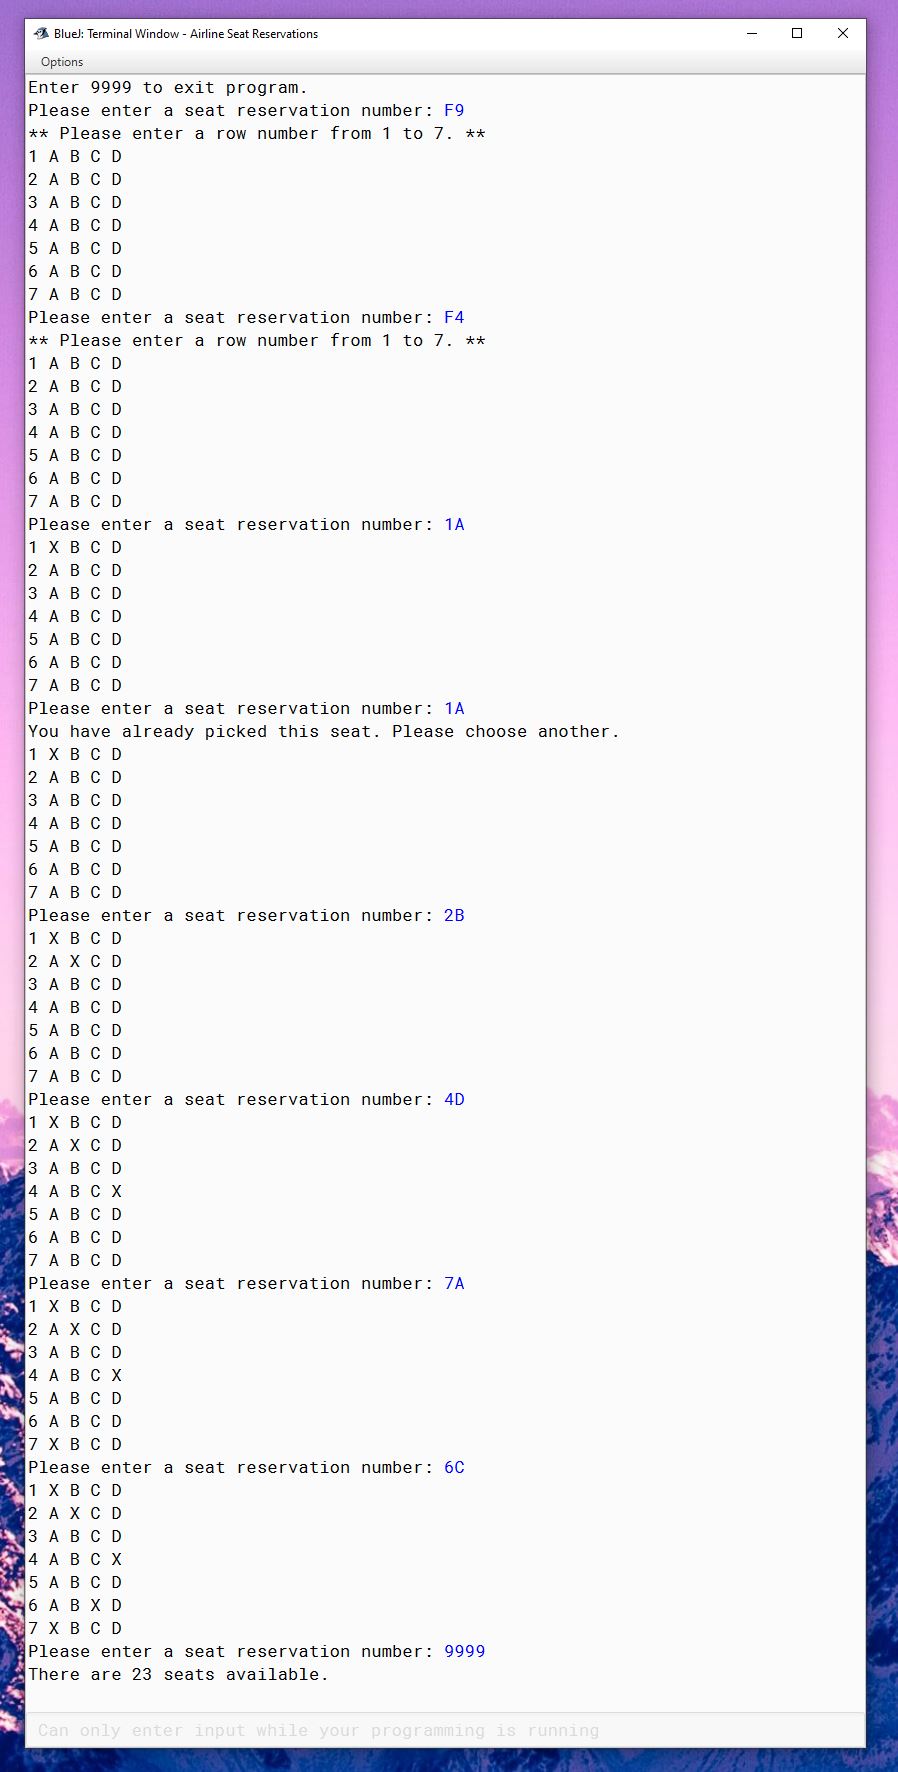 BlueJ: Terminal Window - Airline Seat Reservations
Options
Enter 9999 to exit program.
Please enter a seat reservation number: F9
** Please enter a row number from 1 to 7. **
1 A B C D
2 A B C D
3 A B C D
4 A B C D
5 A B C D
6 A B C D
7 A B C D
Please enter a seat reservation number: F4
** Please enter a row number from 1 to 7. **
1 A B C D
2 A B C D
3 A B C D
4 A B C D
5 A B C D
6 A B C D
7 A B C D
Please enter a seat reservation number: 1A
1 X B C D
2 A B C D
3 A B C D
4 A B C D
5 A B C D
6 A B C D
7 A B C D
Please enter a seat reservation number: 1A
You have already picked this seat. Please choose another.
1 X B C D
2 A B C D
3 A B C D
4 A B C D
5 A B C D
6 A B C D
7 A B C D
Please enter a seat reservation number: 2B
1 X B C D
2 A X C D
3 A B C D
4 A B C D
5 A B C D
6 A B C D
7 A B C D
Please enter a seat reservation number: 4D
1 X B C D
2 A X C D
3 A B C D
4 A B C X
5 A B C D
6 A B C D
7 A B C D
Please enter a seat reservation number: 7A
1 X B C D
2 A X C D
3 A B C D
4 A B C X
5 A B C D
6 A B C D
7 X B C D
Please enter a seat reservation number: 6C
1 X B C D
2 A X C D
3 A B C D
4 A B C X
5 A B C D
6 A B X D
7 X B C D
Please enter a seat reservation number: 9999
There are 23 seats available.
Can only enter input while your programming is running